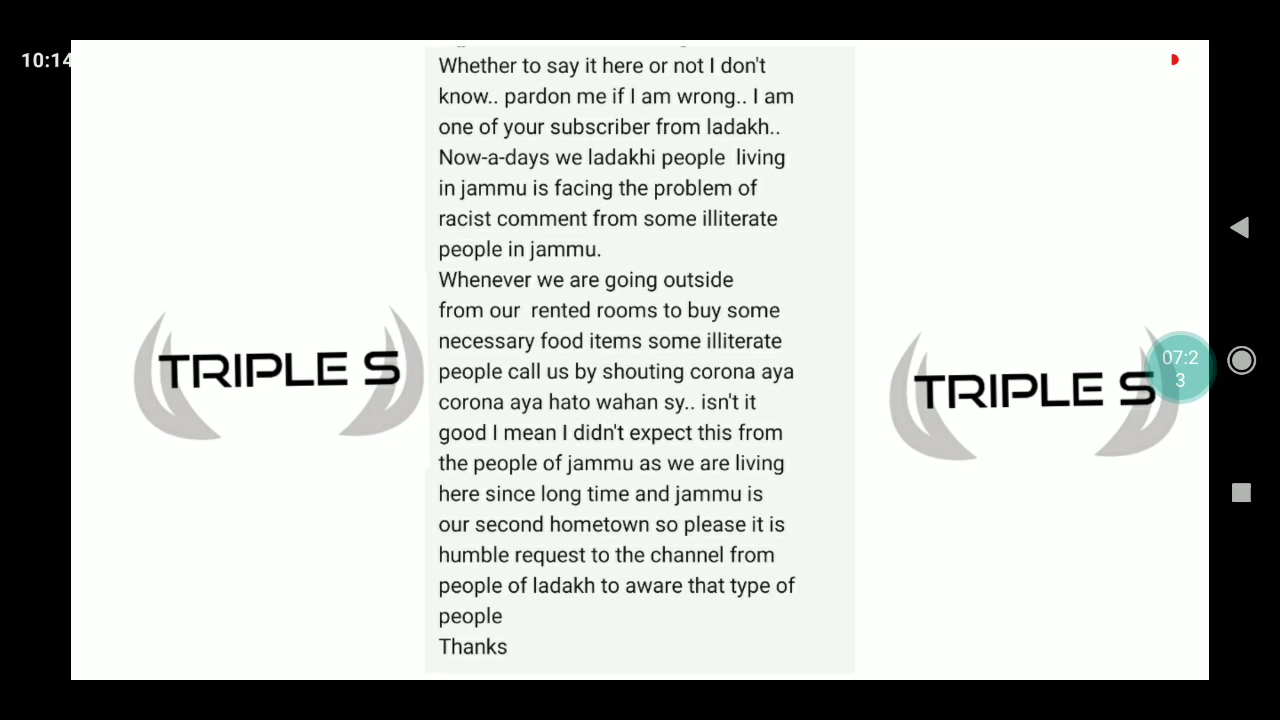 10:14
Whether to say it here or not I don't
know.. pardon me if I am wrong.. I am
one of your subscriber from ladakh..
Now-a-days we ladakhi people  living
in jammu is facing the problem of
racist comment from some illiterate
people in jammu.
Whenever we are going outside
from our  rented rooms to buy some
necessary food items some illiterate
people call us by shouting corona aya
corona aya hato wahan sy.. isn't it
good I mean I didn't expect this from
the people of jammu as we are living
here since long time and jammu is
our second hometown so please it is
humble request to the channel from
people of ladakh to aware that type of
people
Thanks
TRIPLE S
TRIPLE S
07:2
3